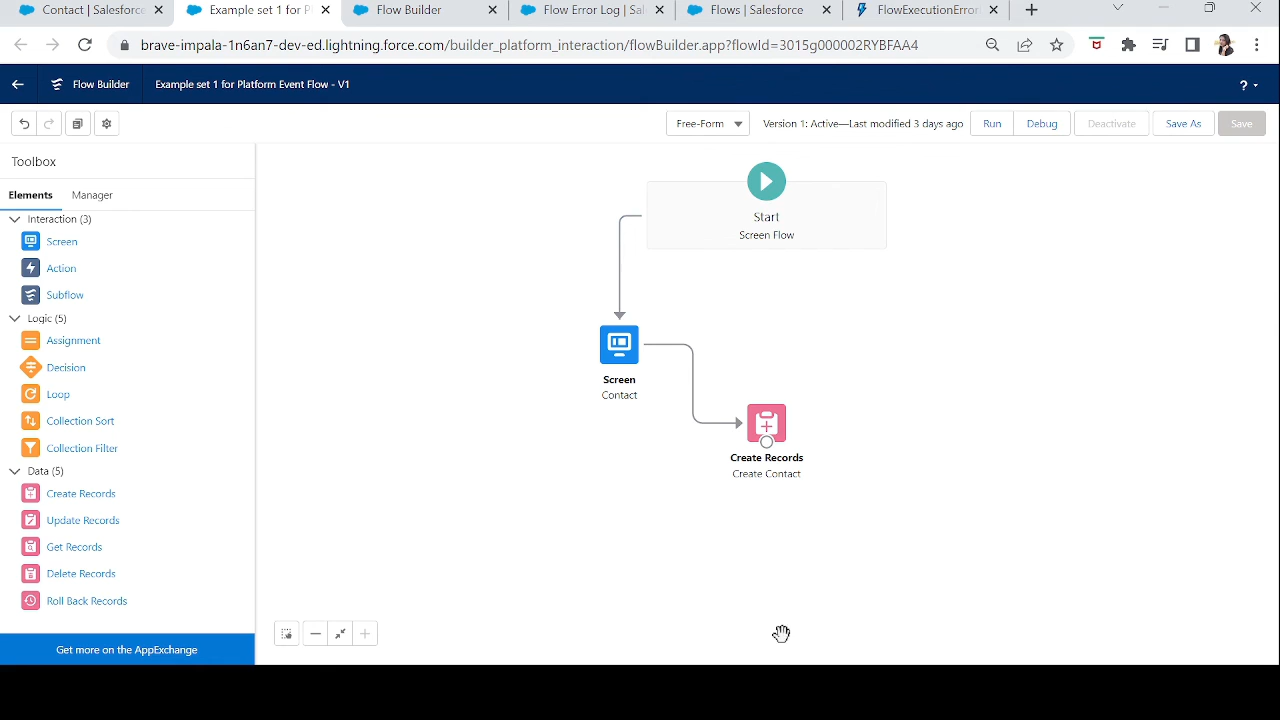 Contact | Salesforce
Example set 1 for P
Flow Builder
Flow Error Log | Sal
Flows | Salesforce
FlowExecutionError
brave-impala-1n6an7-dev-ed.lightning.force.com/builder_platform_interaction/flowBuilder.app?flowId=3015g000002RYBFAA4
Flow Builder
Example set 1 for Platform Event Flow - V1
?
Free-Form
Version 1: Active—Last modified 3 days ago
Run
Debug
Deactivate
Save As
Save
Toolbox
Elements
Manager
Interaction (3)
Screen
Action
Subflow
Logic (5)
Assignment
Decision
Loop
Collection Sort
Collection Filter
Data (5)
Create Records
Update Records
Get Records
Delete Records
Roll Back Records
Get more on the AppExchange
Start
Screen Flow
Screen
Contact
Create Records
Create Contact